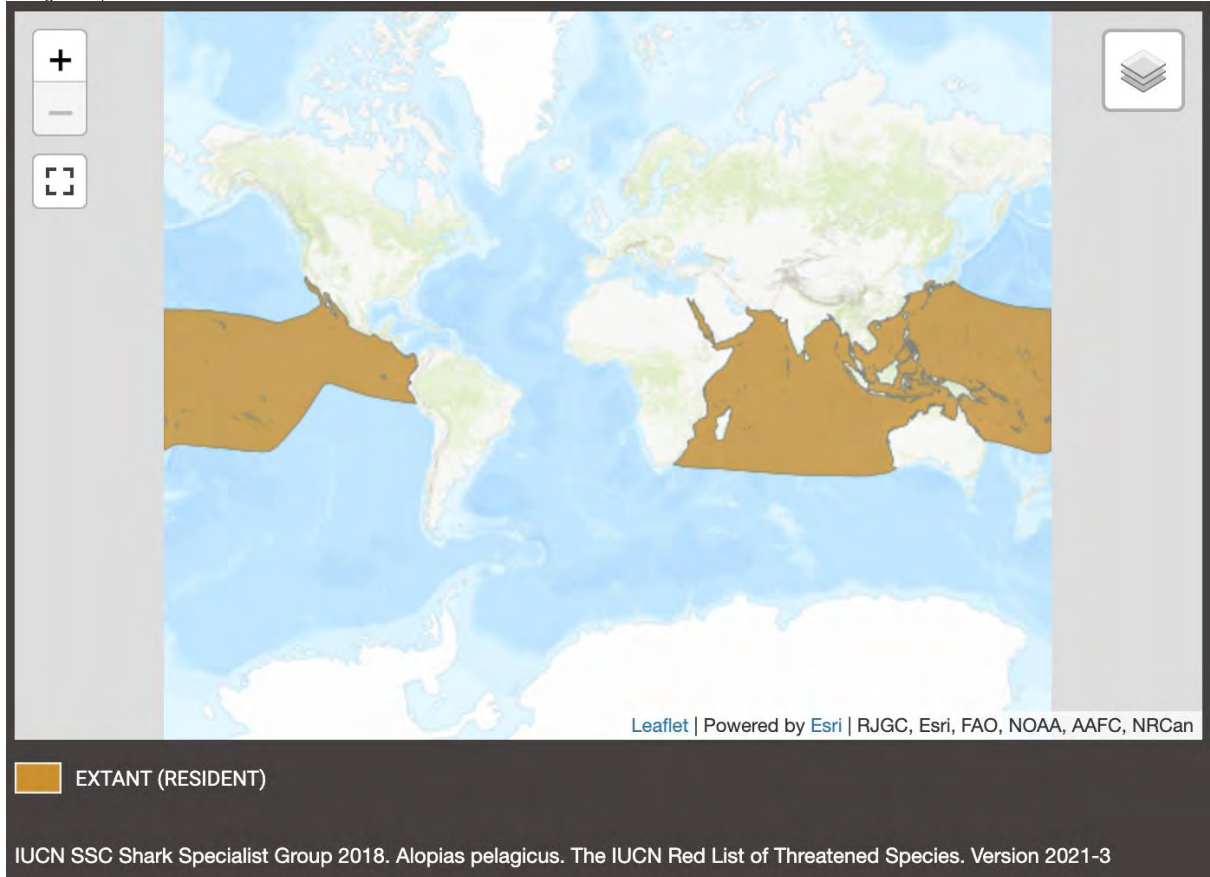 +
−
Leaflet | Powered by Esri | RJGC, Esri, FAO, NOAA, AAFC, NRCan
EXTANT (RESIDENT)
IUCN SSC Shark Specialist Group 2018. Alopias pelagicus. The IUCN Red List of Threatened Species. Version 2021-3